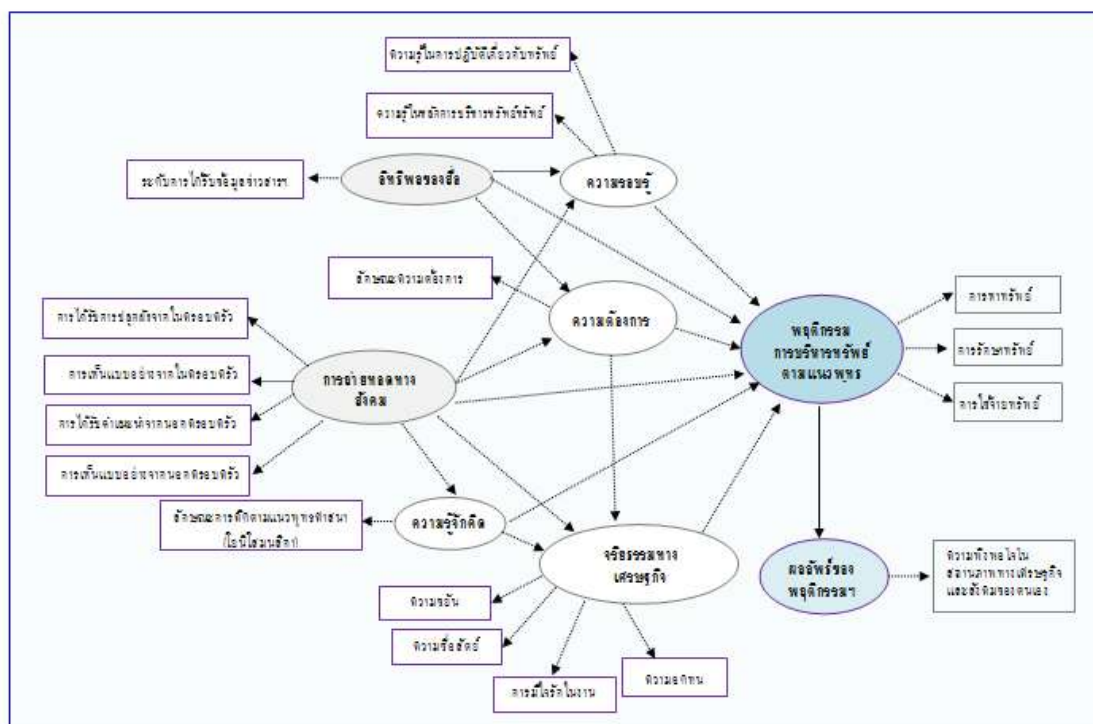 ความรู้ในการปฏิบัติเกี่ยวกับทรัพย์
ความรู้ในหลักการบริหารทรัพย์ทรัพย์
ระดับการได้รับข้อมูลข่าวสารฯ
อิทธิพลของสื่อ
ความรอบรู้
ลักษณะความต้องการ
ความต้องการ
การได้รับการปลูกฝังจากในครอบครัว
การเห็นแบบอย่างจากในครอบครัว
การได้รับคำแนะนำจากนอกครอบครัว
การเห็นแบบอย่างจากนอกครอบครัว
การถ่ายทอดทาง
สังคม
พฤติกรรม
การบริหารทรัพย์
ตามแนวพุทธ
การหาทรัพย์
การรักษาทรัพย์
การใช้จ่ายทรัพย์
ลักษณะการคิดตามแนวพุทธศาสนา
ความรู้จักคิด
จริยธรรมทาง
เศรษฐกิจ
ผลลัพธ์ของ
พฤติกรรมฯ
ความพึงพอใจใน
สถานภาพทางเศรษฐกิจ
และสังคมของตนเอง
ความขยัน
ความซื่อสัตย์
การมีใจรักในงาน
ความอดทน